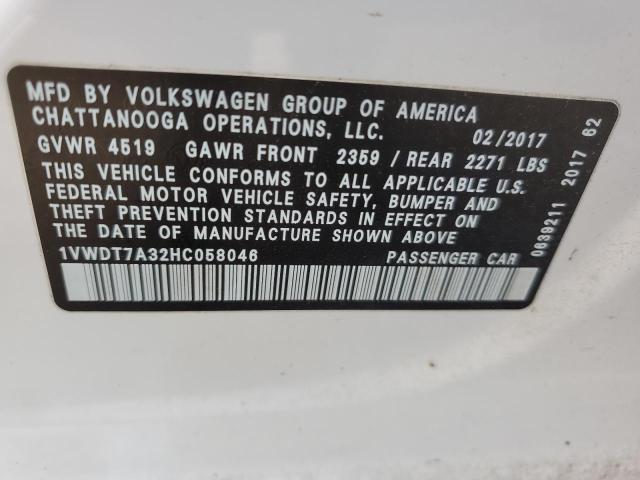 MFD BY VOLKSWAGEN GROUP OF AMERICA
CHATTANOOGA OPERATIONS, LLC. 02/2017
GVWR 4519 GAWR FRONT 2359 / REAR 2271 LBS
THIS VEHICLE CONFORMS TO ALL APPLICABLE U.S.
FEDERAL MOTOR VEHICLE SAFETY, BUMPER AND
THEFT PREVENTION STANDARDS IN EFFECT ON
THE DATE OF MANUFACTURE SHOWN ABOVE
1VWDT7A32HC058046 PASSENGER CAR
0639211 2017 62